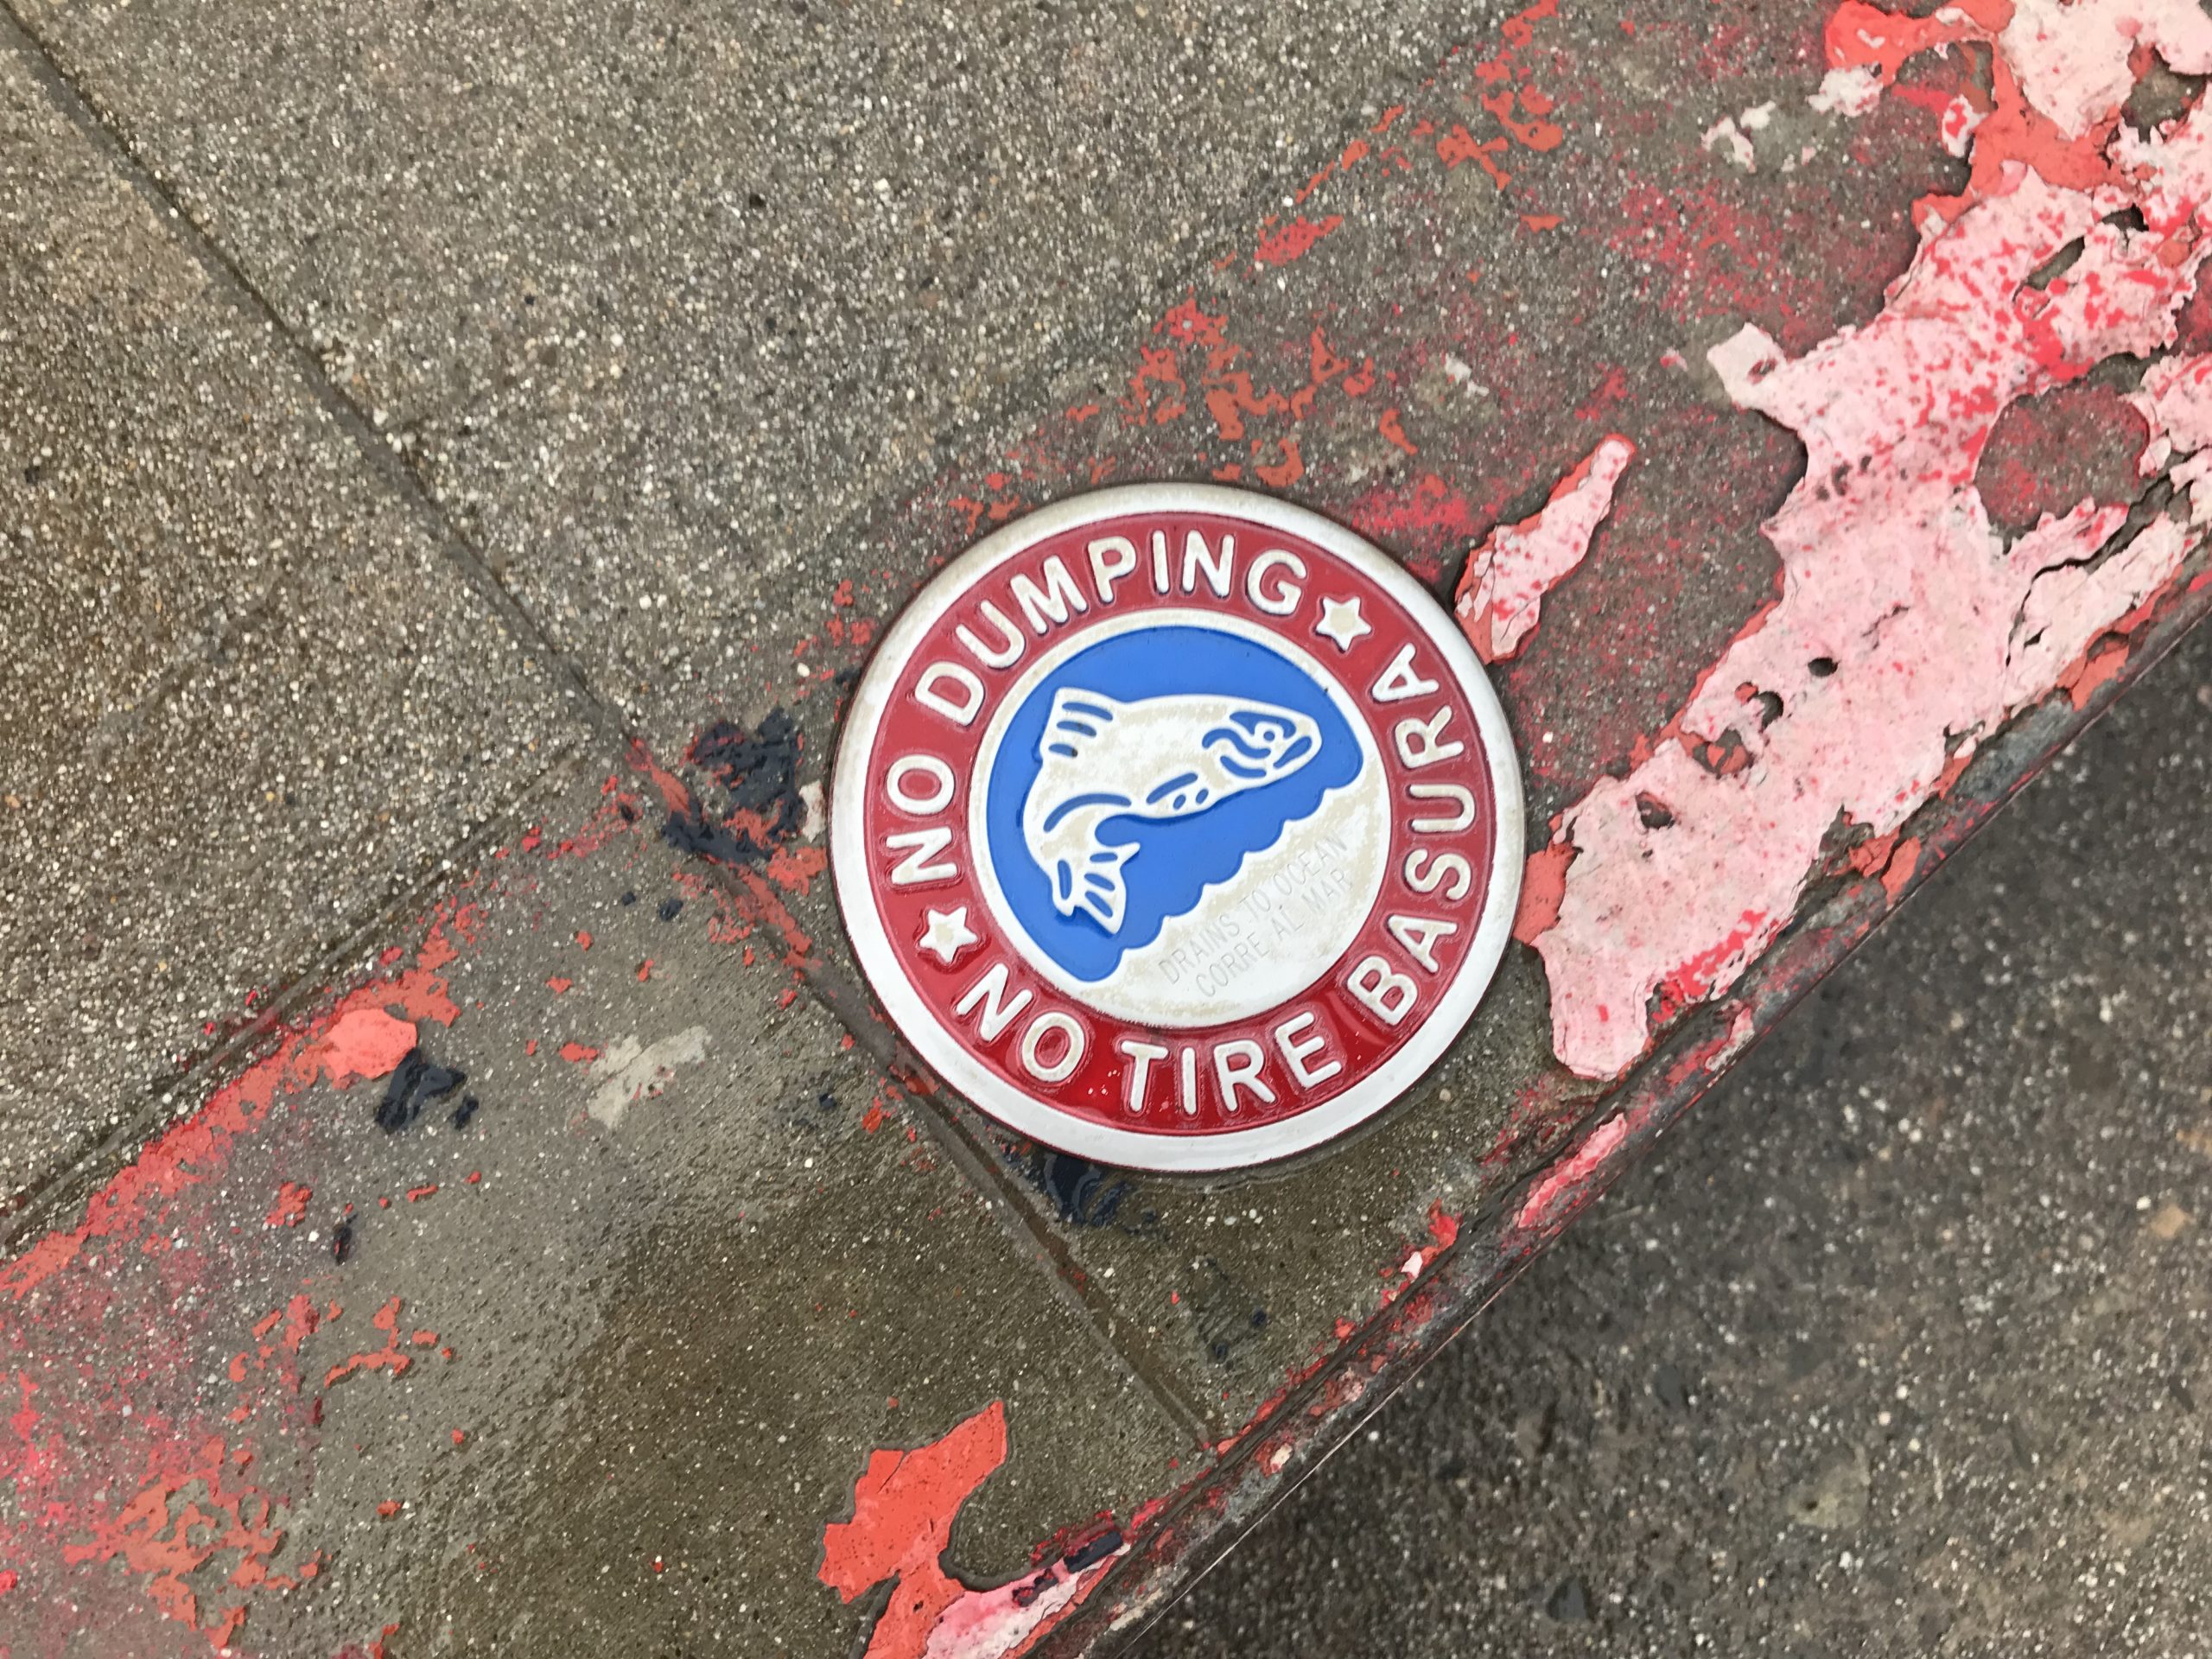 NO DUMPING
NO TIRE BASURA
DRAINS TO OCEAN
CORRE AL MAR